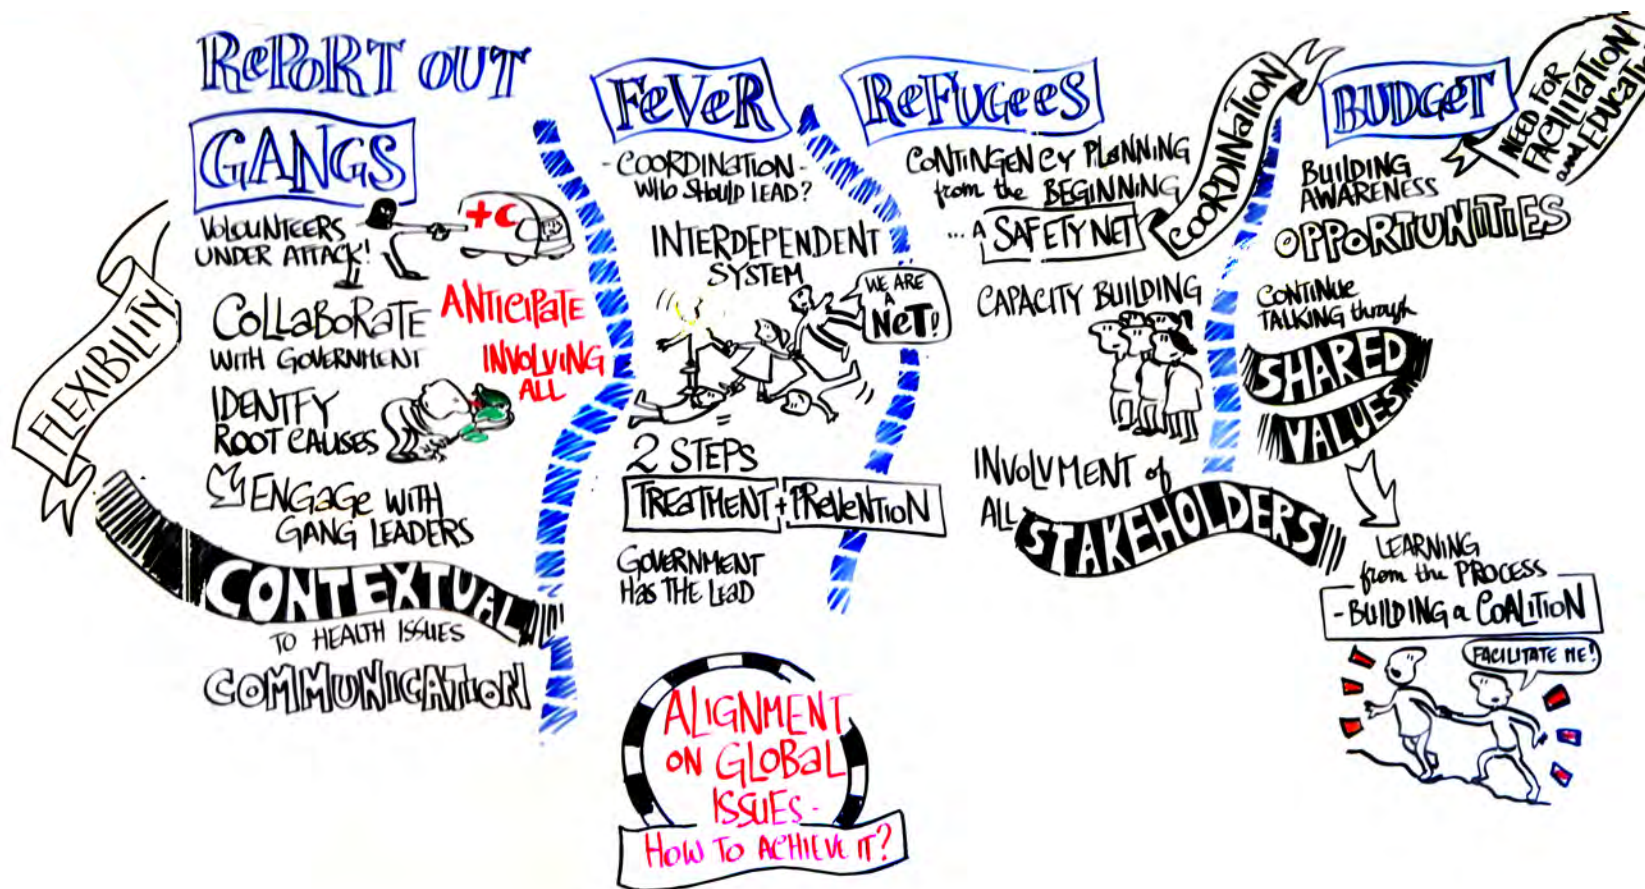 RePORT OUT
GANGS
VOLOUNTEERS
UNDER ATTACK!
+C
COLLaBoRaTE
WITH GOVERNMENT
ANTICIPATE
INVOLVING
ALL
IDENTFY
ROOT CAUSES
ENGAGe WITH
GANG LEADERS
FLEXIBILITY
CONTEXTUAL
TO HEALTH ISSUES
COMMUNICATION
FeVeR
- COORDINATION -
WHO SHOULD LEAD?
INTERDEPENDENT
SYSTEM
WE ARE
A
NeT!
2 STEPS
TREATMENT + PREVENTION
GOVERNMENT
HaS THE LEAD
ALIGNMENT
ON GLOBaL
ISSUES -
HOW TO ACHIEVE IT?
ReFUGeeS
CONTINGENCY PLANNING
from the BEGINNING
... A SAFETY NET
COORDINaTION
CAPACITY BUILDING
INVOLVMENT of
ALL STAKEHOLDERS
BUDGeT
NEED FOR
FACILITATION
and EDUCATI
BUILDING
AWARENESS
OPPORTUNITIES
CONTINUE
TALKING through
SHARED
VALUES
LEARNING
from the PROCESS
- BUILDING a COALITION
FACILITATE ME!